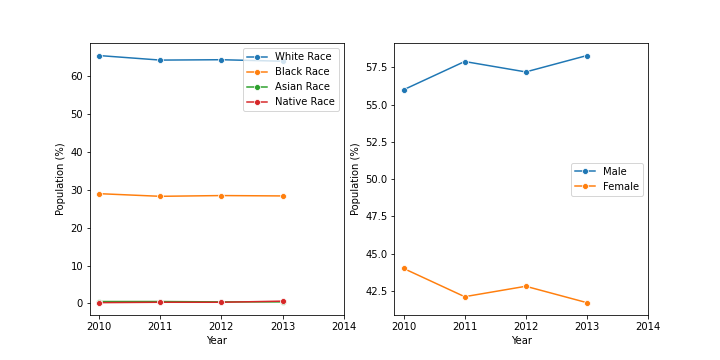 Population (%)
60
50
40
30
20
10
0
2010 2011 2012 2013 2014
Year
White Race
Black Race
Asian Race
Native Race
Population (%)
57.5
55.0
52.5
50.0
47.5
45.0
42.5
2010 2011 2012 2013 2014
Year
Male
Female